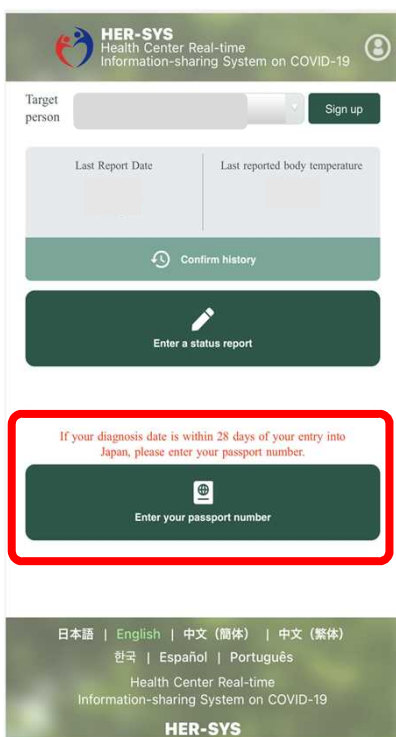 HER-SYS
Health Center Real-time
Information-sharing System on COVID-19
Target
person
Sign up
Last Report Date
Last reported body temperature
Confirm history
Enter a status report
If your diagnosis date is within 28 days of your entry into
Japan, please enter your passport number.
Enter your passport number
日本語 | English | 中文（簡体） | 中文（繁体）
한국 | Español | Português
Health Center Real-time
Information-sharing System on COVID-19
HER-SYS